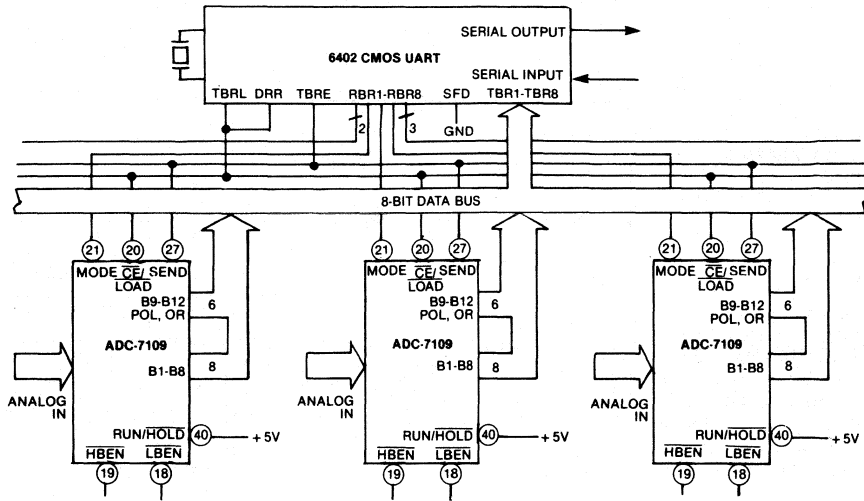 SERIAL OUTPUT
6402 CMOS UART
SERIAL INPUT
TBRL DRR TBRE RBR1-RBR8 SFD TBR1-TBR8
2 3
GND
8-BIT DATA BUS
21 20 27 21 20 27 21 20 27
MODE CE/ SEND MODE CE/ SEND MODE CE/ SEND
LOAD LOAD LOAD
B9-B12 6 B9-B12 6 B9-B12 6
POL, OR POL, OR POL, OR
ADC-7109 ADC-7109 ADC-7109
B1-B8 8 B1-B8 8 B1-B8 8
ANALOG ANALOG ANALOG
IN IN IN
RUN/HOLD 40 +5V RUN/HOLD 40 +5V RUN/HOLD 40 +5V
HBEN LBEN HBEN LBEN HBEN LBEN
19 18 19 18 19 18